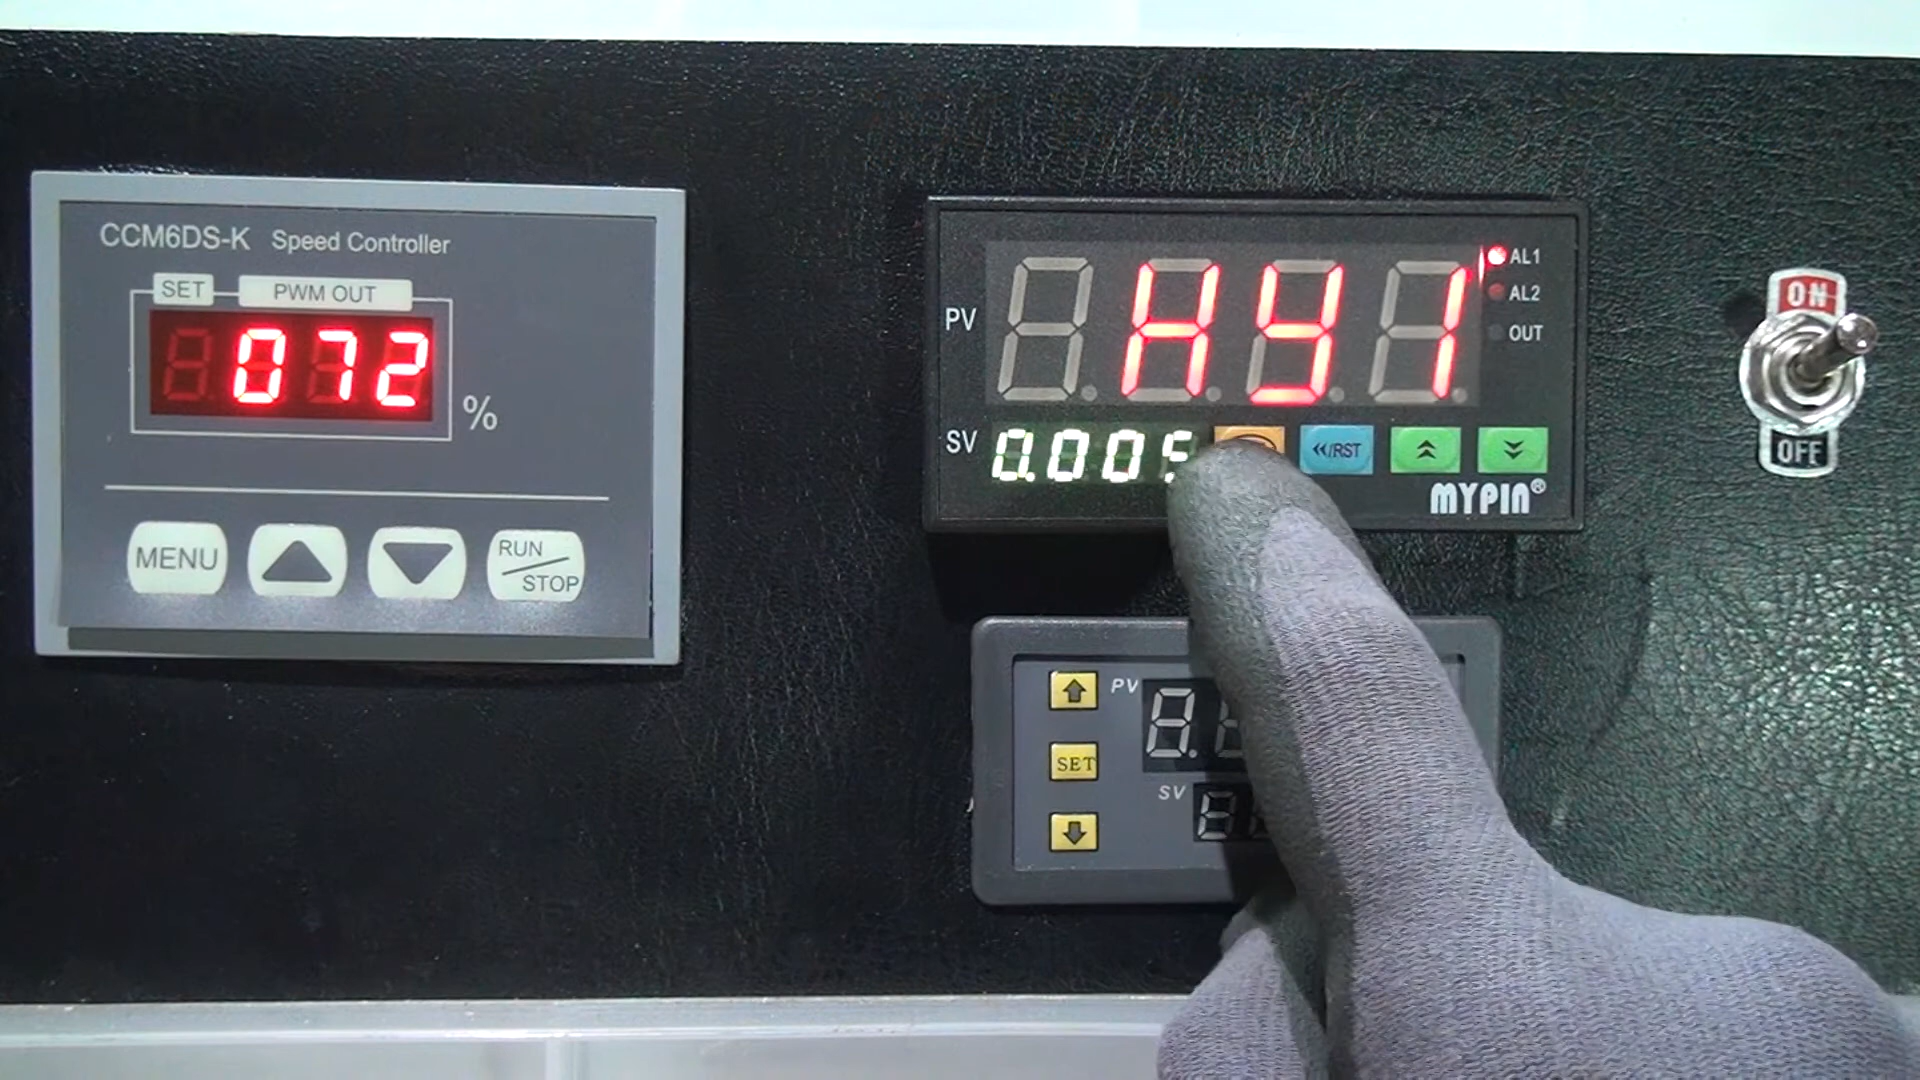 CCM6DS-K Speed Controller
SET PWM OUT
072
%
MENU
RUN
STOP
PV
HY1
AL1
AL2
OUT
SV
0.005
≪/RST
MYPIN®
ON
OFF
PV
SET
SV